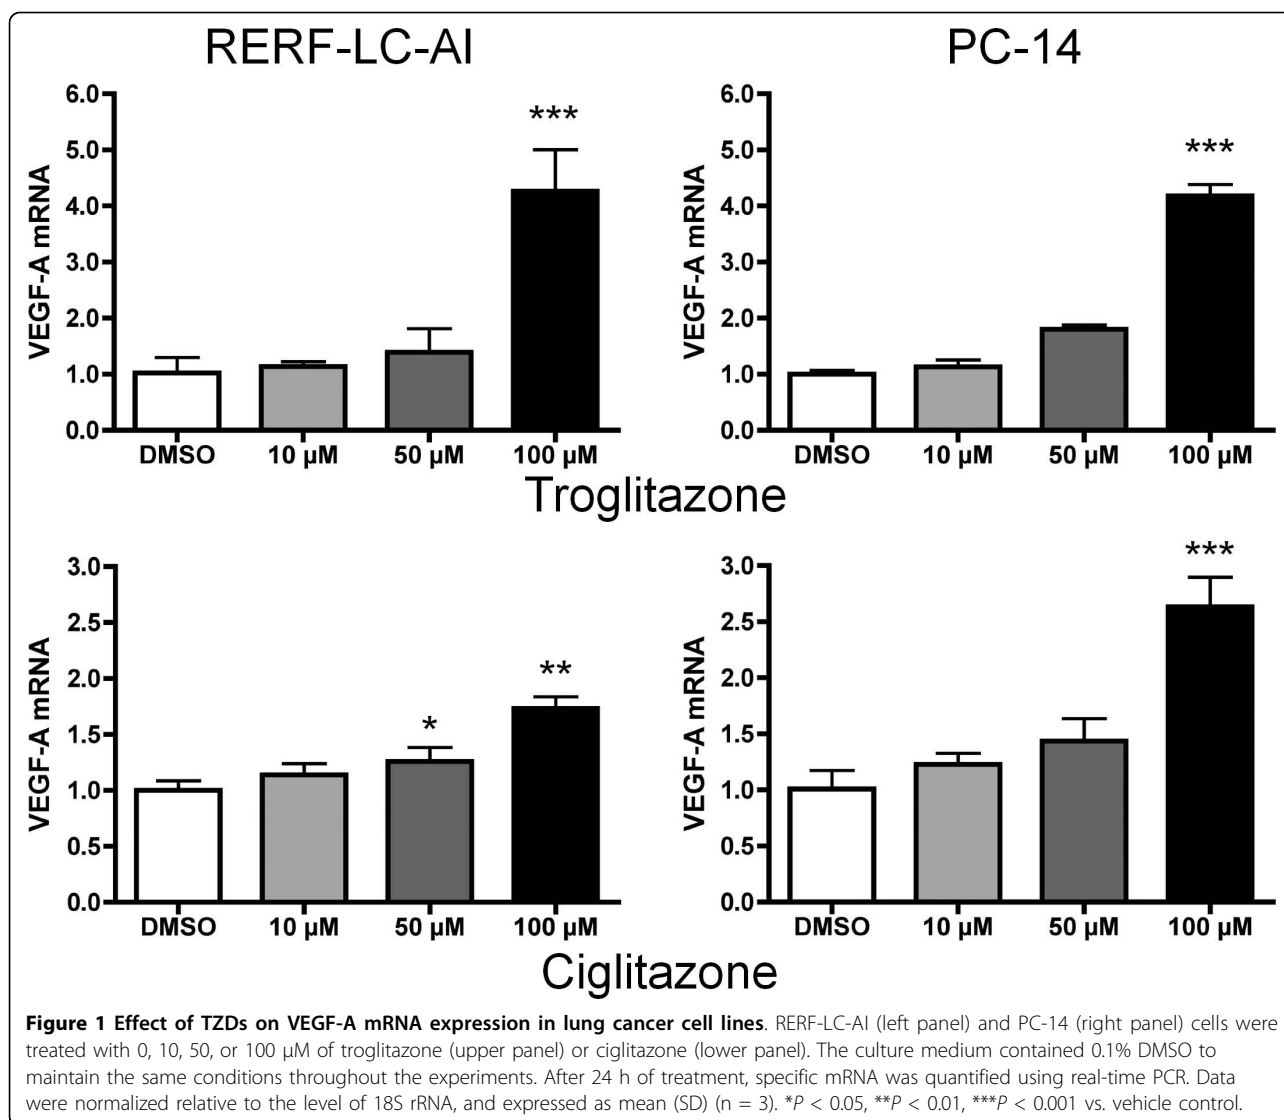 RERF-LC-AI
PC-14
VEGF-A mRNA
6.0
5.0
4.0
3.0
2.0
1.0
0.0
***
DMSO
10 µM
50 µM
100 µM
VEGF-A mRNA
6.0
5.0
4.0
3.0
2.0
1.0
0.0
***
DMSO
10 µM
50 µM
100 µM
Troglitazone
VEGF-A mRNA
3.0
2.5
2.0
1.5
1.0
0.5
0.0
*
**
DMSO
10 µM
50 µM
100 µM
VEGF-A mRNA
3.0
2.5
2.0
1.5
1.0
0.5
0.0
***
DMSO
10 µM
50 µM
100 µM
Ciglitazone
Figure 1 Effect of TZDs on VEGF-A mRNA expression in lung cancer cell lines. RERF-LC-AI (left panel) and PC-14 (right panel) cells were
treated with 0, 10, 50, or 100 µM of troglitazone (upper panel) or ciglitazone (lower panel). The culture medium contained 0.1% DMSO to
maintain the same conditions throughout the experiments. After 24 h of treatment, specific mRNA was quantified using real-time PCR. Data
were normalized relative to the level of 18S rRNA, and expressed as mean (SD) (n = 3). *P < 0.05, **P < 0.01, ***P < 0.001 vs. vehicle control.